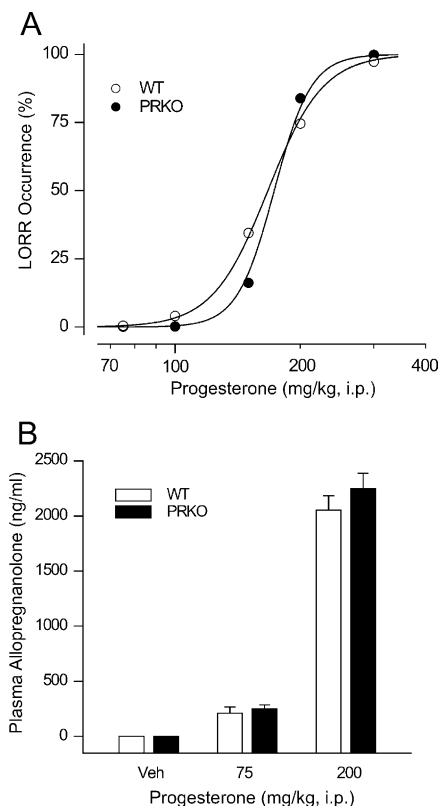 A
100
75
50
25
0
LORR Occurrence (%)
WT
PRKO
70 100 200 400
Progesterone (mg/kg, i.p.)
B
2500
2000
1500
1000
500
0
Plasma Allopregnanolone (ng/ml)
WT
PRKO
Veh 75 200
Progesterone (mg/kg, i.p.)